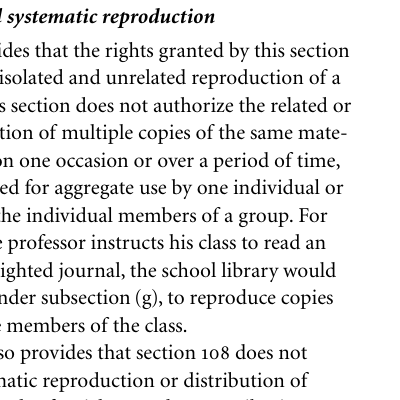 systematic reproduction
ides that the rights granted by this section
isolated and unrelated reproduction of a
s section does not authorize the related or
tion of multiple copies of the same mate-
on one occasion or over a period of time,
ed for aggregate use by one individual or
the individual members of a group. For
e professor instructs his class to read an
ighted journal, the school library would
nder subsection (g), to reproduce copies
e members of the class.
so provides that section 108 does not
matic reproduction or distribution of